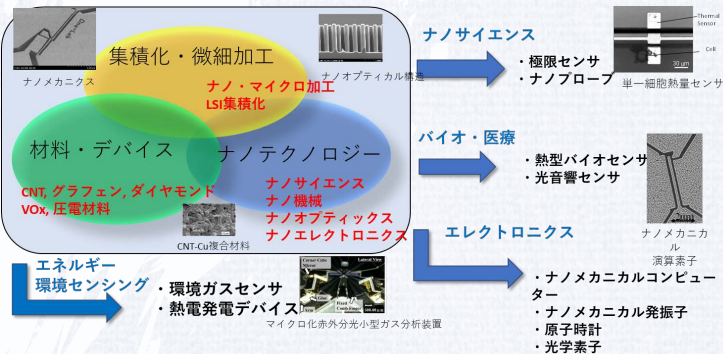 集積化・微細加工
ナノメカニクス
ナノオプティカル構造
ナノ・マイクロ加工
LSI集積化
材料・デバイス
ナノテクノロジー
CNT, グラフェン, ダイヤモンド
VOx, 圧電材料
ナノサイエンス
ナノ機械
ナノオプティックス
ナノエレクトロニクス
CNT-Cu複合材料
ナノサイエンス
・極限センサ
・ナノプローブ
Thermal
Sensor
Cell
30 μm
単一細胞熱量センサ
バイオ・医療
・熱型バイオセンサ
・光音響センサ
ナノメカニカ
ル
演算素子
エレクトロニクス
・ナノメカニカルコンピュー
ター
・ナノメカニカル発振子
・原子時計
・光学素子
エネルギー
環境センシング
・環境ガスセンサ
・熱電発電デバイス
Corner Cube
Mirror
Lateral View
Fixed
マイクロ化赤外分光小型ガス分析装置